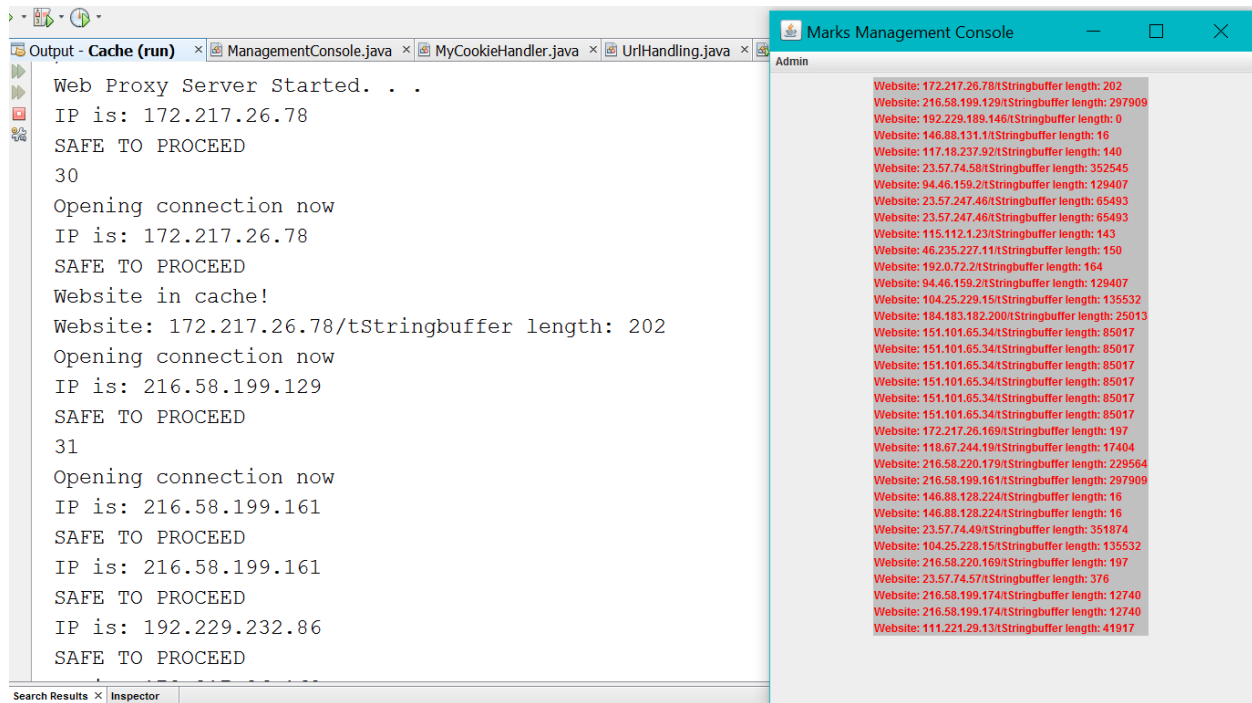 Output - Cache (run) × ManagementConsole.java × MyCookieHandler.java × UrlHandling.java ×
Web Proxy Server Started. . .
IP is: 172.217.26.78
SAFE TO PROCEED
30
Opening connection now
IP is: 172.217.26.78
SAFE TO PROCEED
Website in cache!
Website: 172.217.26.78/tStringbuffer length: 202
Opening connection now
IP is: 216.58.199.129
SAFE TO PROCEED
31
Opening connection now
IP is: 216.58.199.161
SAFE TO PROCEED
IP is: 216.58.199.161
SAFE TO PROCEED
IP is: 192.229.232.86
SAFE TO PROCEED
Search Results × Inspector
Marks Management Console
Admin
Website: 172.217.26.78/tStringbuffer length: 202
Website: 216.58.199.129/tStringbuffer length: 297909
Website: 192.229.189.146/tStringbuffer length: 0
Website: 146.88.131.1/tStringbuffer length: 16
Website: 117.18.237.92/tStringbuffer length: 140
Website: 23.57.74.58/tStringbuffer length: 352545
Website: 94.46.159.2/tStringbuffer length: 129407
Website: 23.57.247.46/tStringbuffer length: 65493
Website: 23.57.247.46/tStringbuffer length: 65493
Website: 115.112.1.23/tStringbuffer length: 143
Website: 46.235.227.11/tStringbuffer length: 150
Website: 192.0.72.2/tStringbuffer length: 164
Website: 94.46.159.2/tStringbuffer length: 129407
Website: 104.25.229.15/tStringbuffer length: 135532
Website: 184.183.182.200/tStringbuffer length: 25013
Website: 151.101.65.34/tStringbuffer length: 85017
Website: 151.101.65.34/tStringbuffer length: 85017
Website: 151.101.65.34/tStringbuffer length: 85017
Website: 151.101.65.34/tStringbuffer length: 85017
Website: 151.101.65.34/tStringbuffer length: 85017
Website: 151.101.65.34/tStringbuffer length: 85017
Website: 172.217.26.169/tStringbuffer length: 197
Website: 118.67.244.19/tStringbuffer length: 17404
Website: 216.58.220.179/tStringbuffer length: 229564
Website: 216.58.199.161/tStringbuffer length: 297909
Website: 146.88.128.224/tStringbuffer length: 16
Website: 146.88.128.224/tStringbuffer length: 16
Website: 23.57.74.49/tStringbuffer length: 351874
Website: 104.25.228.15/tStringbuffer length: 135532
Website: 216.58.220.169/tStringbuffer length: 197
Website: 23.57.74.57/tStringbuffer length: 376
Website: 216.58.199.174/tStringbuffer length: 12740
Website: 216.58.199.174/tStringbuffer length: 12740
Website: 111.221.29.13/tStringbuffer length: 41917